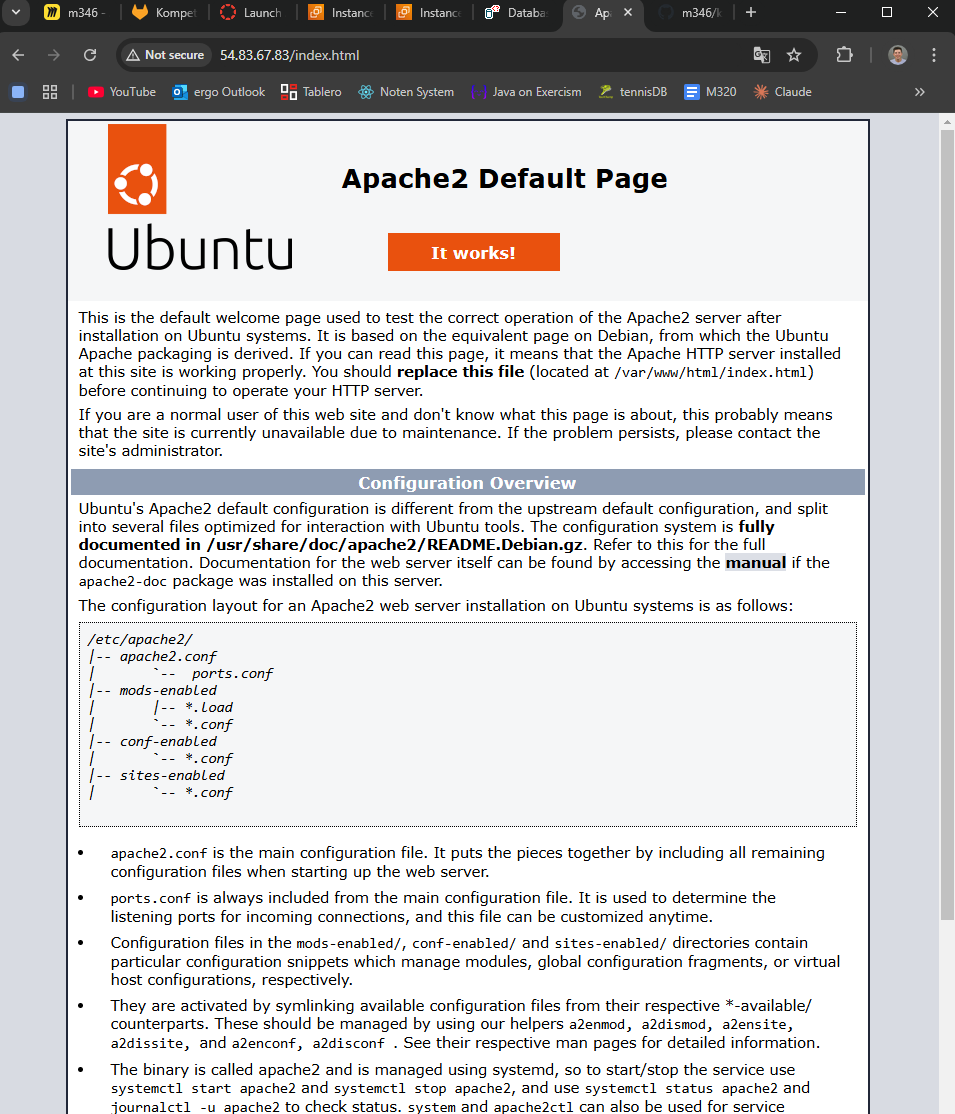 m346 -
Kompet
Launch
Instance
Instance
Databa
Ap
m346/k
Not secure
54.83.67.83/index.html
YouTube
ergo Outlook
Tablero
Noten System
Java on Exercism
tennisDB
M320
Claude
Apache2 Default Page
Ubuntu
It works!
This is the default welcome page used to test the correct operation of the Apache2 server after
installation on Ubuntu systems. It is based on the equivalent page on Debian, from which the Ubuntu
Apache packaging is derived. If you can read this page, it means that the Apache HTTP server installed
at this site is working properly. You should replace this file (located at /var/www/html/index.html)
before continuing to operate your HTTP server.
If you are a normal user of this web site and don't know what this page is about, this probably means
that the site is currently unavailable due to maintenance. If the problem persists, please contact the
site's administrator.
Configuration Overview
Ubuntu's Apache2 default configuration is different from the upstream default configuration, and split
into several files optimized for interaction with Ubuntu tools. The configuration system is fully
documented in /usr/share/doc/apache2/README.Debian.gz. Refer to this for the full
documentation. Documentation for the web server itself can be found by accessing the manual if the
apache2-doc package was installed on this server.
The configuration layout for an Apache2 web server installation on Ubuntu systems is as follows:
/etc/apache2/
|-- apache2.conf
|       `--  ports.conf
|-- mods-enabled
|       |-- *.load
|       `-- *.conf
|-- conf-enabled
|       `-- *.conf
|-- sites-enabled
|       `-- *.conf
• apache2.conf is the main configuration file. It puts the pieces together by including all remaining
configuration files when starting up the web server.
• ports.conf is always included from the main configuration file. It is used to determine the
listening ports for incoming connections, and this file can be customized anytime.
• Configuration files in the mods-enabled/, conf-enabled/ and sites-enabled/ directories contain
particular configuration snippets which manage modules, global configuration fragments, or virtual
host configurations, respectively.
• They are activated by symlinking available configuration files from their respective *-available/
counterparts. These should be managed by using our helpers a2enmod, a2dismod, a2ensite,
a2dissite, and a2enconf, a2disconf . See their respective man pages for detailed information.
• The binary is called apache2 and is managed using systemd, so to start/stop the service use
systemctl start apache2 and systemctl stop apache2, and use systemctl status apache2 and
journalctl -u apache2 to check status. system and apache2ctl can also be used for service